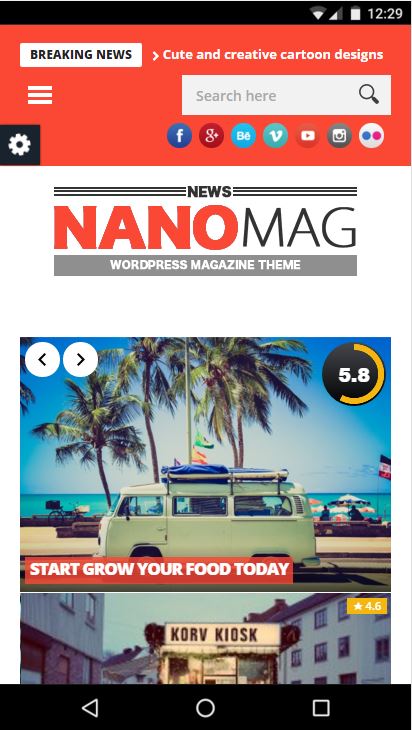 12:29
BREAKING NEWS
Cute and creative cartoon designs
Search here
f g+ Bē
NEWS
NANOMAG
WORDPRESS MAGAZINE THEME
5.8
START GROW YOUR FOOD TODAY
4.6
KORV KIOSK